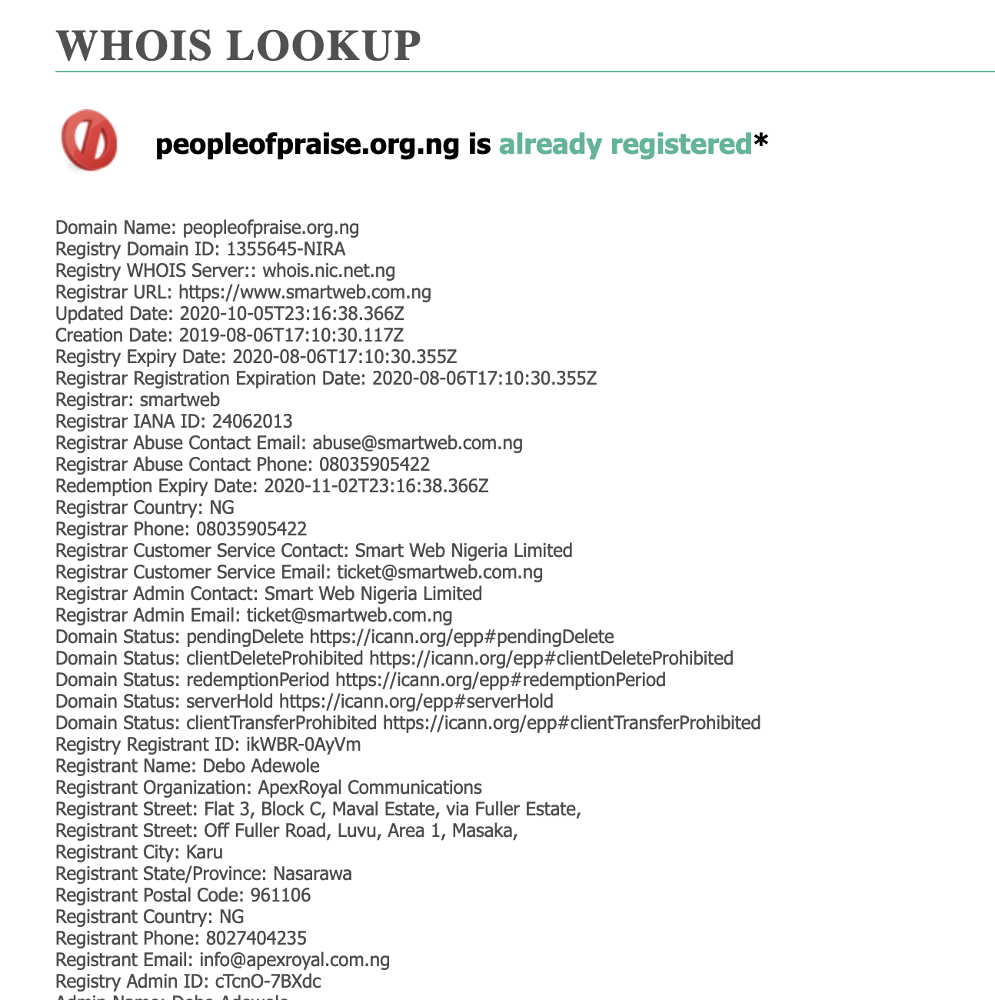 WHOIS LOOKUP
peopleofpraise.org.ng is already registered*
Domain Name: peopleofpraise.org.ng
Registry Domain ID: 1355645-NIRA
Registry WHOIS Server:: whois.nic.net.ng
Registrar URL: https://www.smartweb.com.ng
Updated Date: 2020-10-05T23:16:38.366Z
Creation Date: 2019-08-06T17:10:30.117Z
Registry Expiry Date: 2020-08-06T17:10:30.355Z
Registrar Registration Expiration Date: 2020-08-06T17:10:30.355Z
Registrar: smartweb
Registrar IANA ID: 24062013
Registrar Abuse Contact Email: abuse@smartweb.com.ng
Registrar Abuse Contact Phone: 08035905422
Redemption Expiry Date: 2020-11-02T23:16:38.366Z
Registrar Country: NG
Registrar Phone: 08035905422
Registrar Customer Service Contact: Smart Web Nigeria Limited
Registrar Customer Service Email: ticket@smartweb.com.ng
Registrar Admin Contact: Smart Web Nigeria Limited
Registrar Admin Email: ticket@smartweb.com.ng
Domain Status: pendingDelete https://icann.org/epp#pendingDelete
Domain Status: clientDeleteProhibited https://icann.org/epp#clientDeleteProhibited
Domain Status: redemptionPeriod https://icann.org/epp#redemptionPeriod
Domain Status: serverHold https://icann.org/epp#serverHold
Domain Status: clientTransferProhibited https://icann.org/epp#clientTransferProhibited
Registry Registrant ID: ikWBR-0AyVm
Registrant Name: Debo Adewole
Registrant Organization: ApexRoyal Communications
Registrant Street: Flat 3, Block C, Maval Estate, via Fuller Estate,
Registrant Street: Off Fuller Road, Luvu, Area 1, Masaka,
Registrant City: Karu
Registrant State/Province: Nasarawa
Registrant Postal Code: 961106
Registrant Country: NG
Registrant Phone: 8027404235
Registrant Email: info@apexroyal.com.ng
Registry Admin ID: cTcnO-7BXdc
Admin Name: Debo Adewole